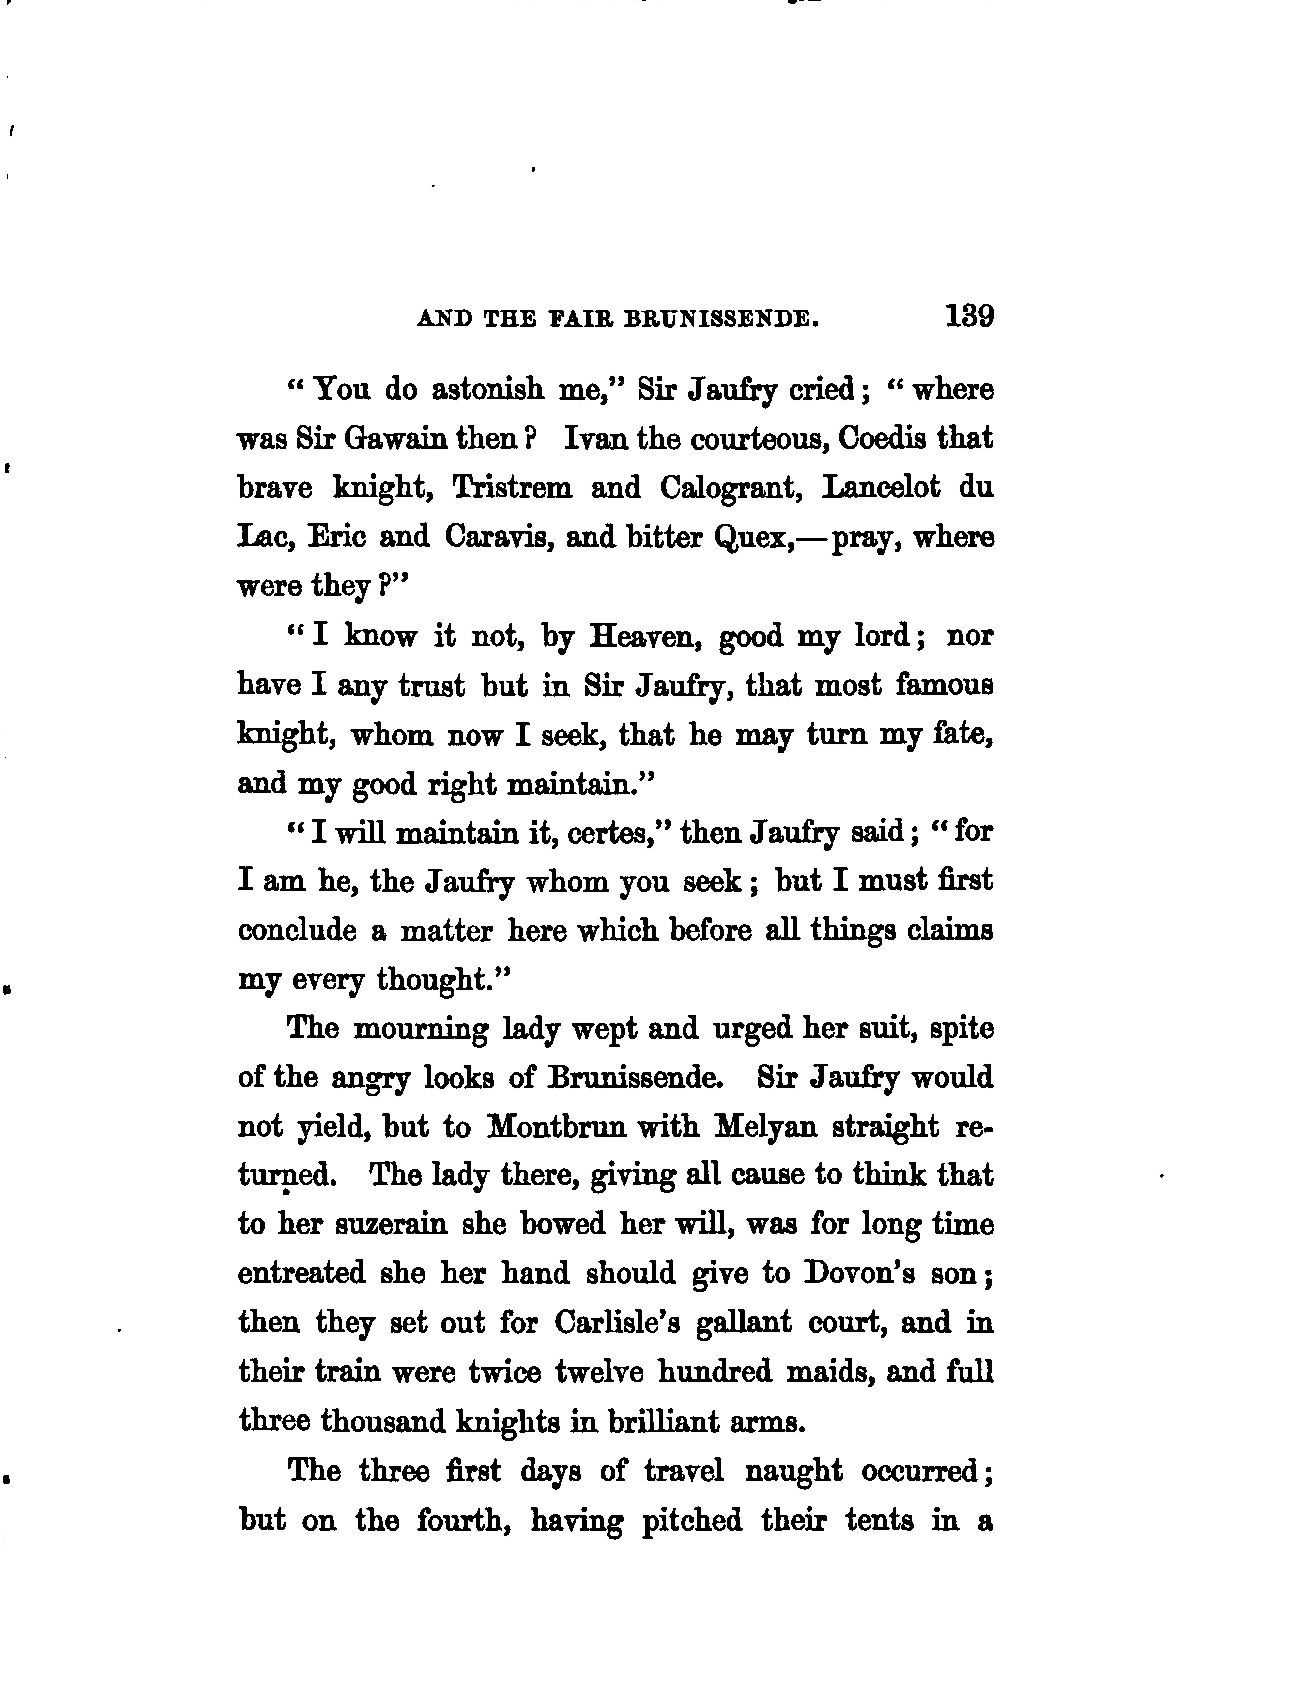 AND THE FAIR BRUNISSENDE. 139
“ You do astonish me,” Sir Jaufry cried ; “ where
was Sir Gawain then ? Ivan the courteous, Coedis that
brave knight, Tristrem and Calogrant, Lancelot du
Lac, Eric and Caravis, and bitter Quex,—pray, where
were they ?”
“ I know it not, by Heaven, good my lord ; nor
have I any trust but in Sir Jaufry, that most famous
knight, whom now I seek, that he may turn my fate,
and my good right maintain.”
“ I will maintain it, certes,” then Jaufry said ; “ for
I am he, the Jaufry whom you seek ; but I must first
conclude a matter here which before all things claims
my every thought.”
The mourning lady wept and urged her suit, spite
of the angry looks of Brunissende. Sir Jaufry would
not yield, but to Montbrun with Melyan straight re-
turned. The lady there, giving all cause to think that
to her suzerain she bowed her will, was for long time
entreated she her hand should give to Dovon’s son ;
then they set out for Carlisle’s gallant court, and in
their train were twice twelve hundred maids, and full
three thousand knights in brilliant arms.
The three first days of travel naught occurred ;
but on the fourth, having pitched their tents in a